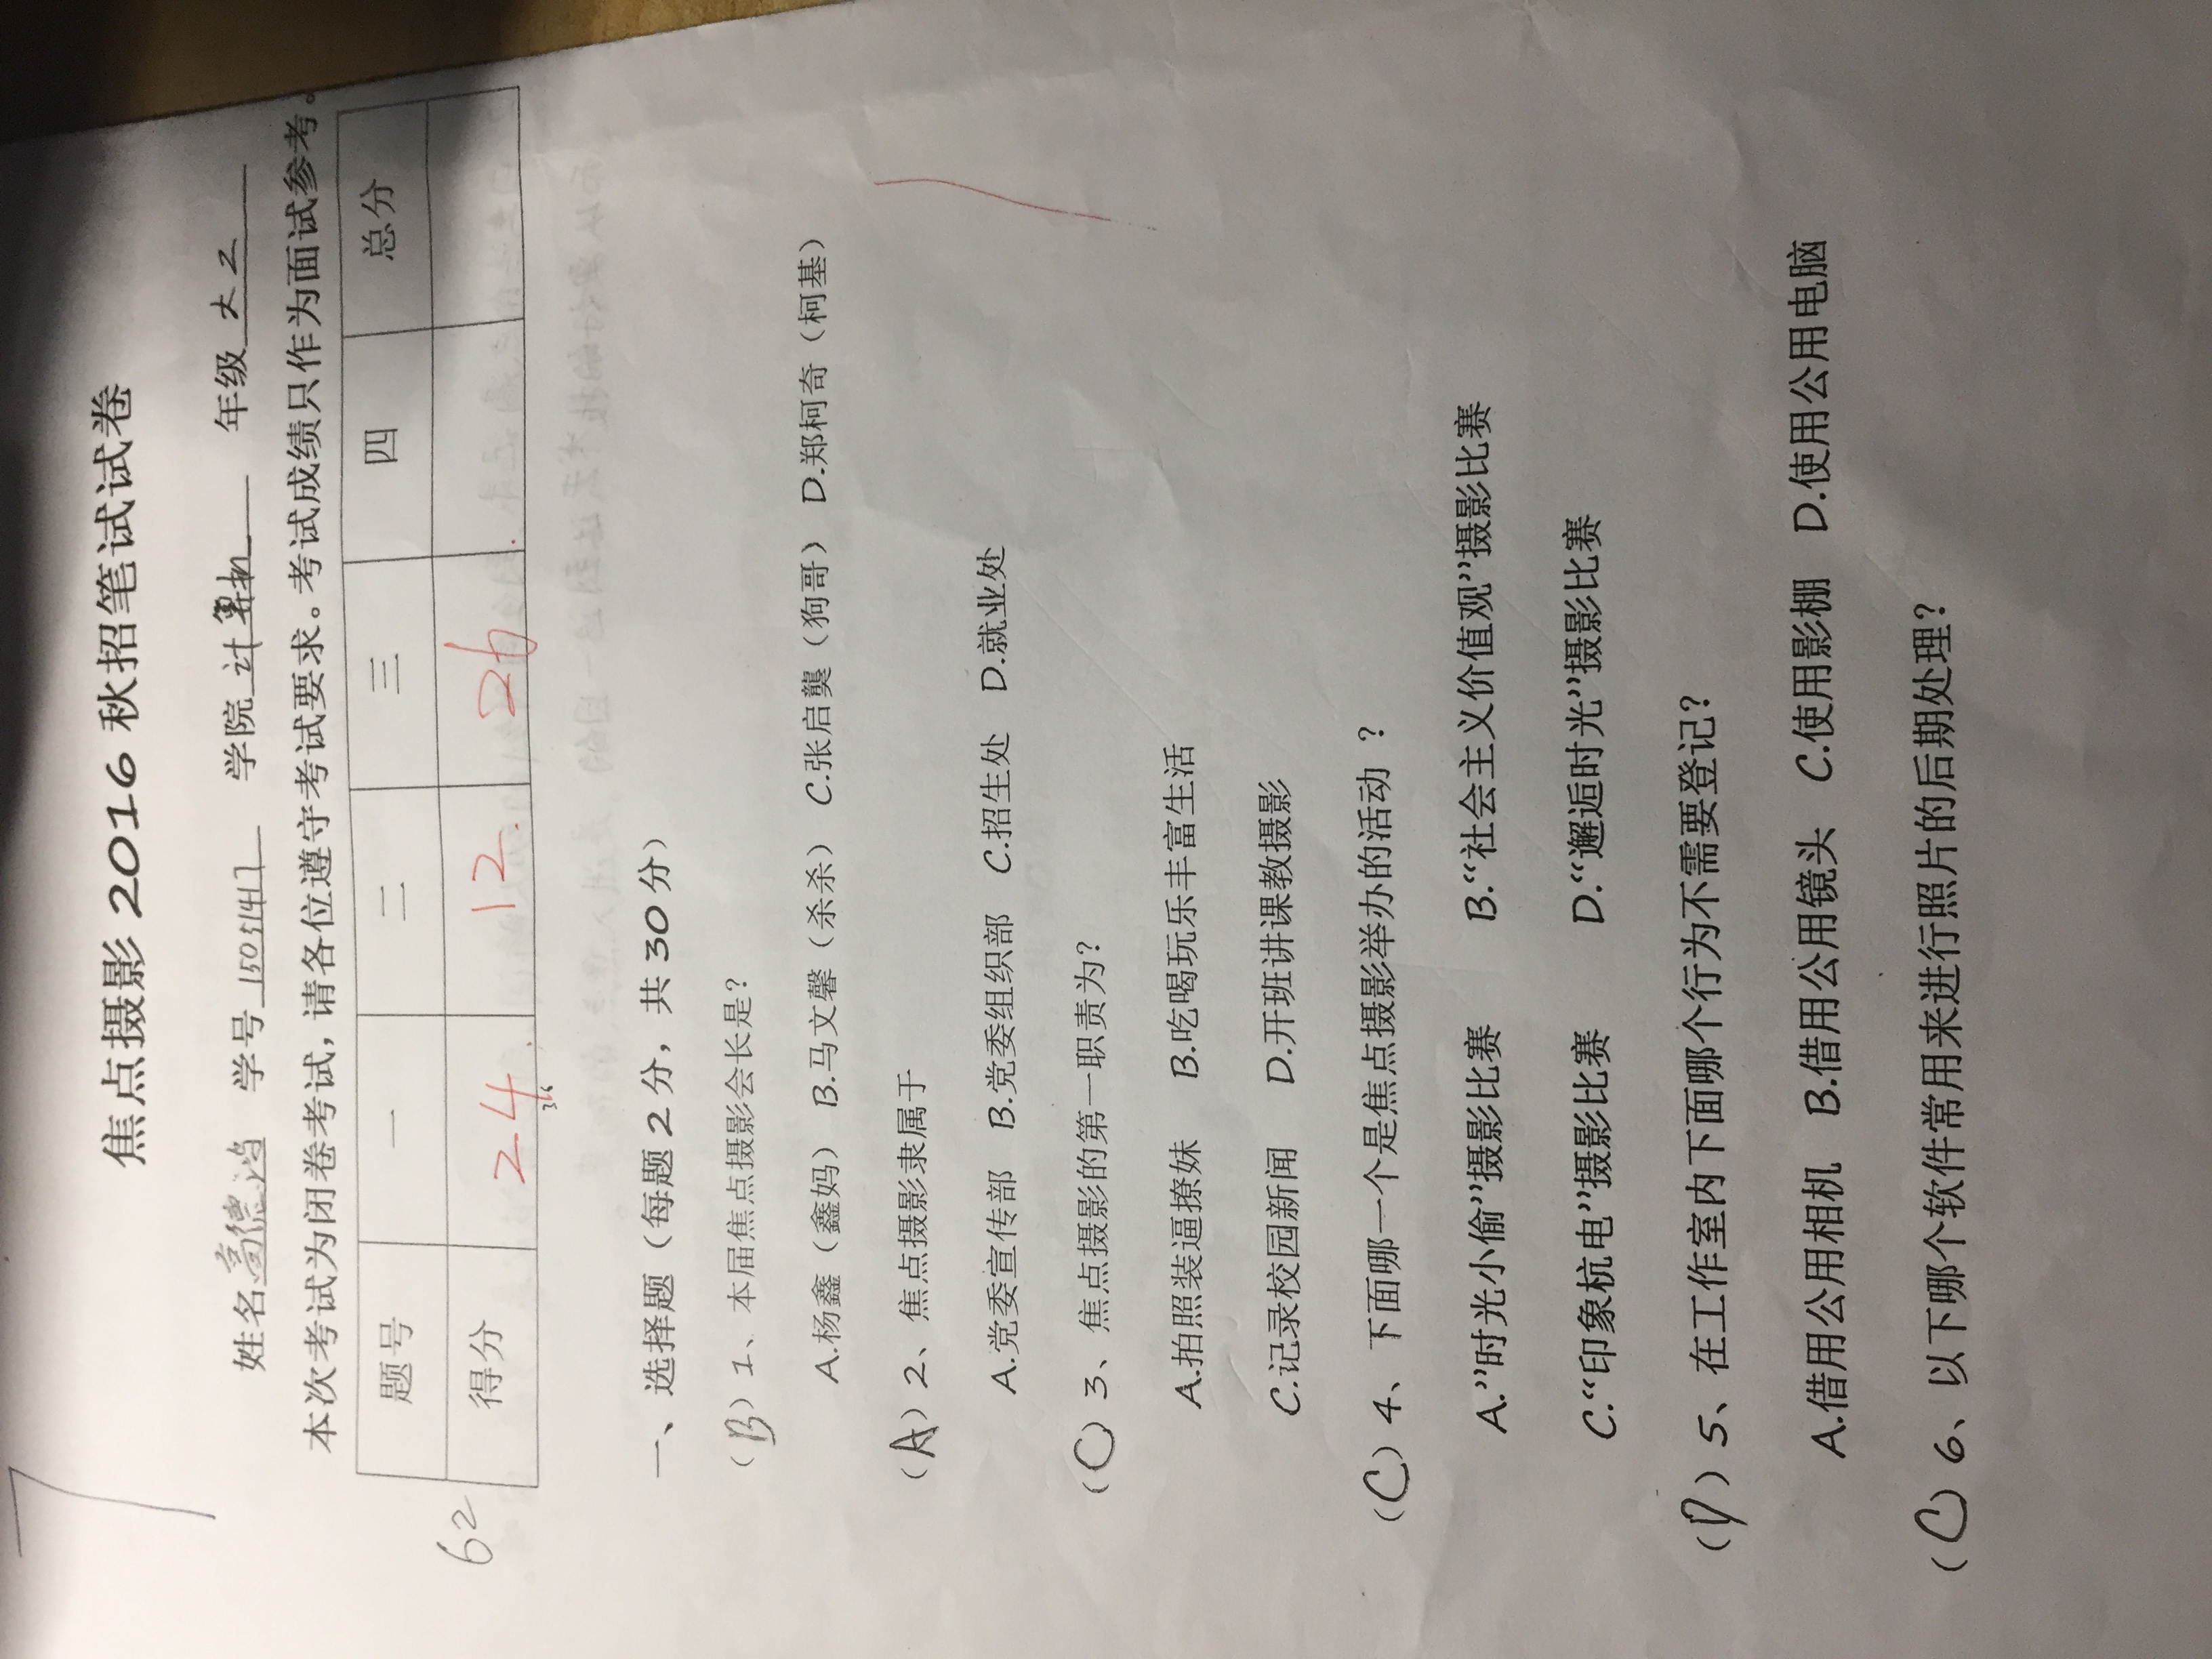 7
焦点摄影 2016 秋招笔试试卷
姓名高德鸿 学号 15051417 学院 计算机 年级 大二
本次考试为闭卷考试，请各位遵守考试要求。考试成绩只作为面试参考。
题号 一 二 三 四 总分
62 得分 24. 12. 26.
36
一、选择题（每题 2 分，共 30 分）
（B）1、本届焦点摄影会长是？
A.杨鑫（鑫妈） B.马文馨（杀杀） C.张启龑（狗哥） D.郑柯奇（柯基）
（A）2、焦点摄影隶属于
A.党委宣传部 B.党委组织部 C.招生处 D.就业处
（C）3、焦点摄影的第一职责为？
A.拍照装逼撩妹 B.吃喝玩乐丰富生活
C.记录校园新闻 D.开班讲课教摄影
（C）4、下面哪一个是焦点摄影举办的活动 ？
A.”时光小偷”摄影比赛 B.“社会主义价值观”摄影比赛
C.“印象杭电”摄影比赛 D.“邂逅时光”摄影比赛
（D）5、在工作室内下面哪个行为不需要登记？
A.借用公用相机 B.借用公用镜头 C.使用影棚 D.使用公用电脑
（C）6、以下哪个软件常用来进行照片的后期处理？